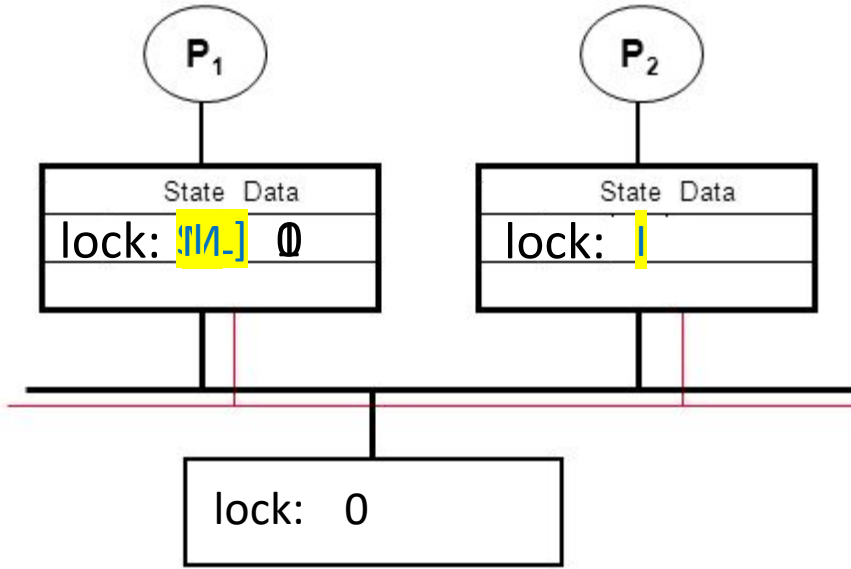 P₁ P₂
State Data State Data
lock: lock: I
lock: 0